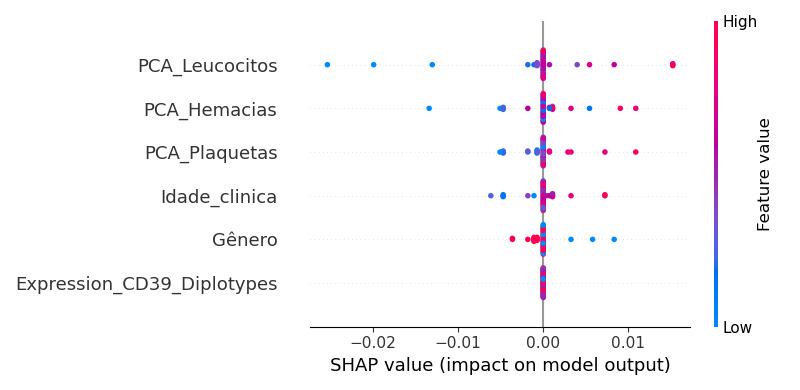 High
PCA_Leucocitos
PCA_Hemacias
PCA_Plaquetas
Idade_clinica
Gênero
Expression_CD39_Diplotypes
Feature value
Low
−0.02 −0.01 0.00 0.01
SHAP value (impact on model output)